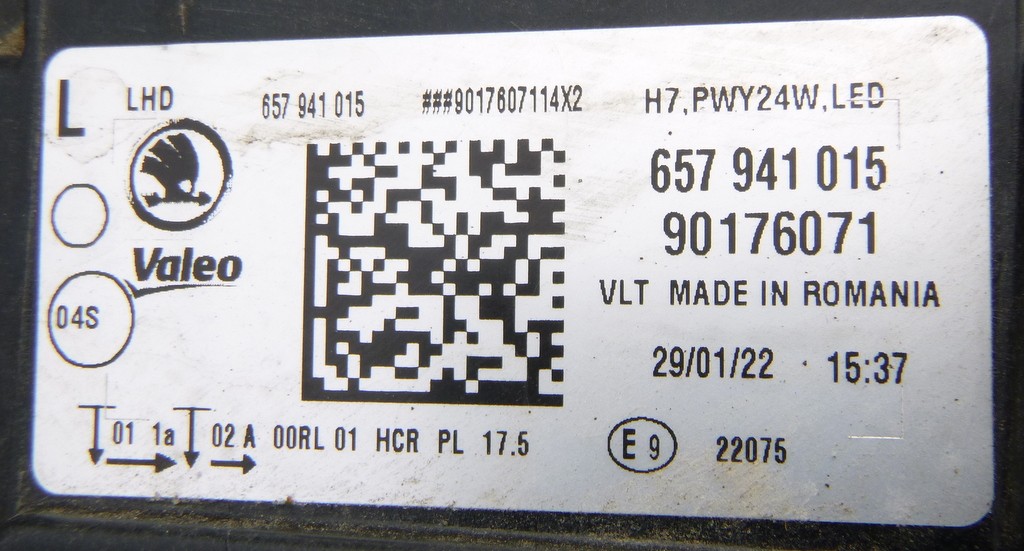 L LHD 657 941 015 ###9017607114X2 H7,PWY24W,LED
657 941 015
90176071
Valeo
VLT MADE IN ROMANIA
04S
29/01/22 15:37
01 1a 02 A 00RL 01 HCR PL 17.5 E 9 22075